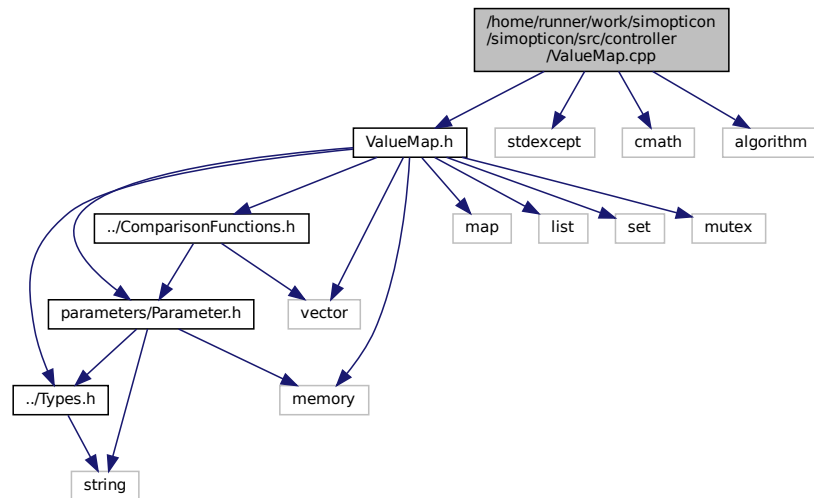 /home/runner/work/simopticon
/simopticon/src/controller
/ValueMap.cpp
ValueMap.h
stdexcept
cmath
algorithm
../ComparisonFunctions.h
map
list
set
mutex
parameters/Parameter.h
vector
../Types.h
memory
string